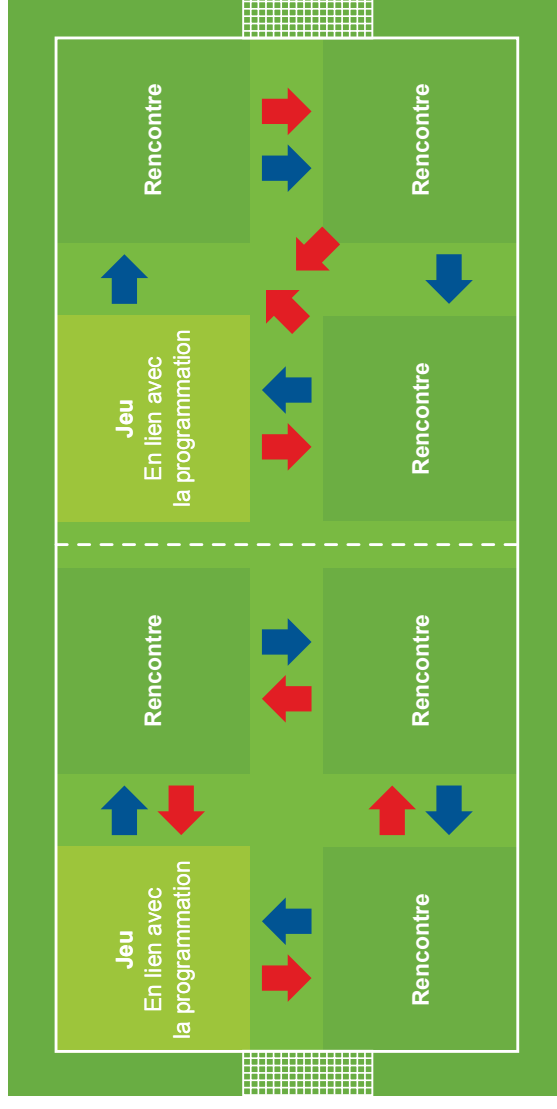 Jeu
En lien avec
la programmation
Rencontre
Jeu
En lien avec
la programmation
Rencontre
Rencontre
Rencontre
Rencontre
Rencontre